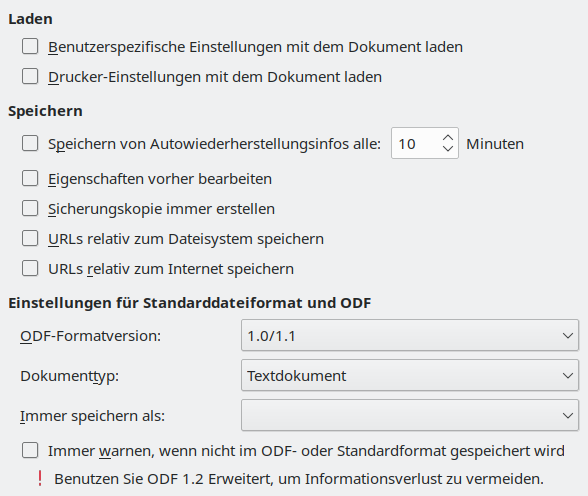 Laden
Benutzerspezifische Einstellungen mit dem Dokument laden
Drucker-Einstellungen mit dem Dokument laden
Speichern
Speichern von Autowiederherstellungsinfos alle: 10 Minuten
Eigenschaften vorher bearbeiten
Sicherungskopie immer erstellen
URLs relativ zum Dateisystem speichern
URLs relativ zum Internet speichern
Einstellungen für Standarddateiformat und ODF
ODF-Formatversion: 1.0/1.1
Dokumenttyp: Textdokument
Immer speichern als:
Immer warnen, wenn nicht im ODF- oder Standardformat gespeichert wird
! Benutzen Sie ODF 1.2 Erweitert, um Informationsverlust zu vermeiden.